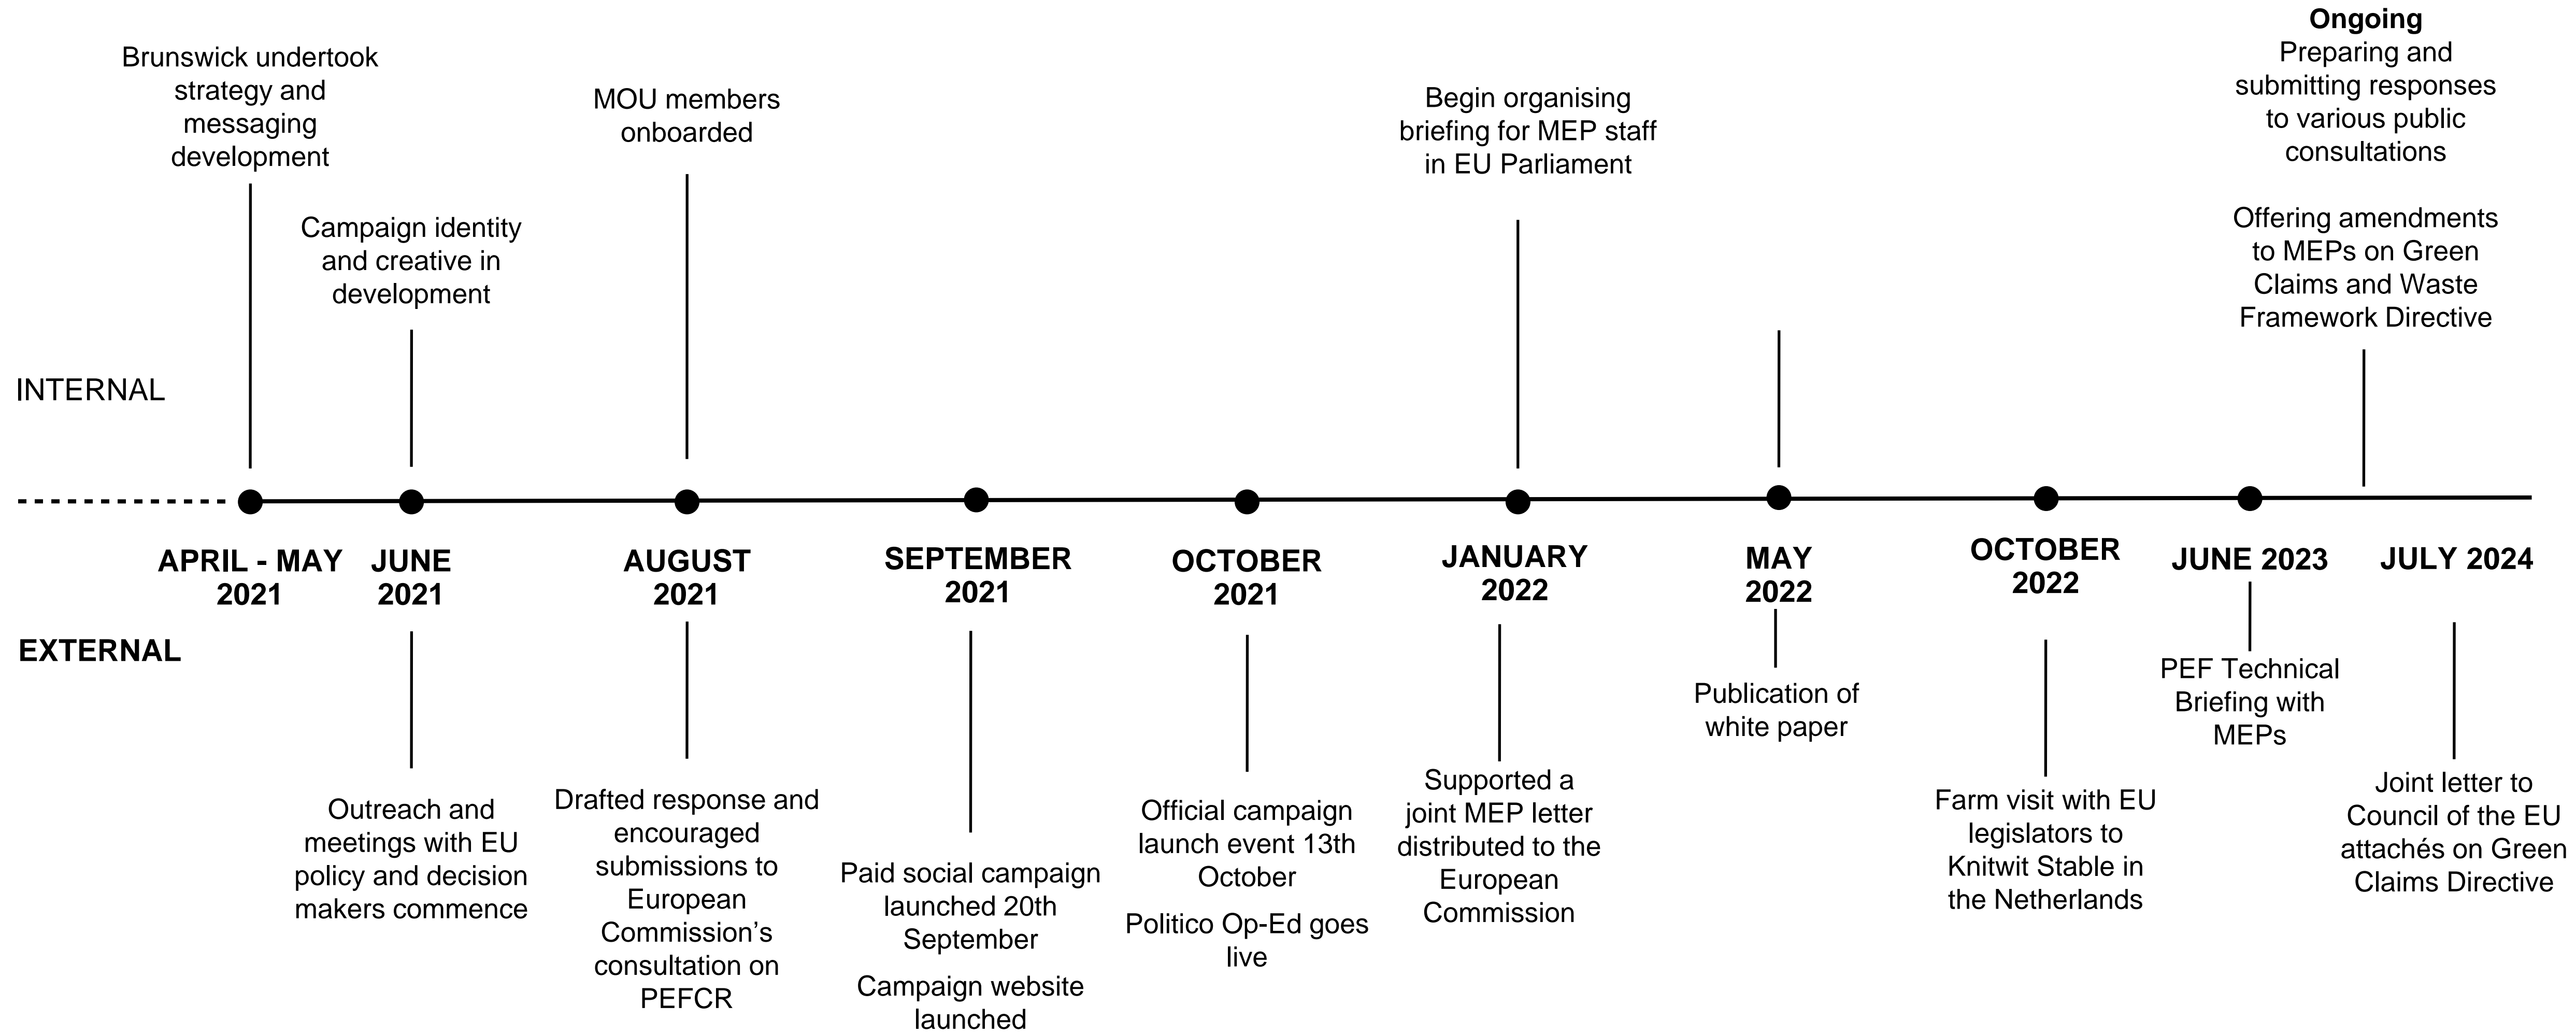 Brunswick undertook
strategy and
messaging
development
Campaign identity
and creative in
development
MOU members
onboarded
Begin organising
briefing for MEP staff
in EU Parliament
Ongoing
Preparing and
submitting responses
to various public
consultations
Offering amendments
to MEPs on Green
Claims and Waste
Framework Directive
INTERNAL
APRIL - MAY
2021
JUNE
2021
AUGUST
2021
SEPTEMBER
2021
OCTOBER
2021
JANUARY
2022
MAY
2022
OCTOBER
2022
JUNE 2023
JULY 2024
EXTERNAL
Outreach and
meetings with EU
policy and decision
makers commence
Drafted response and
encouraged
submissions to
European
Commission’s
consultation on
PEFCR
Paid social campaign
launched 20th
September
Campaign website
launched
Official campaign
launch event 13th
October
Politico Op-Ed goes
live
Supported a
joint MEP letter
distributed to the
European
Commission
Publication of
white paper
Farm visit with EU
legislators to
Knitwit Stable in
the Netherlands
PEF Technical
Briefing with
MEPs
Joint letter to
Council of the EU
attachés on Green
Claims Directive